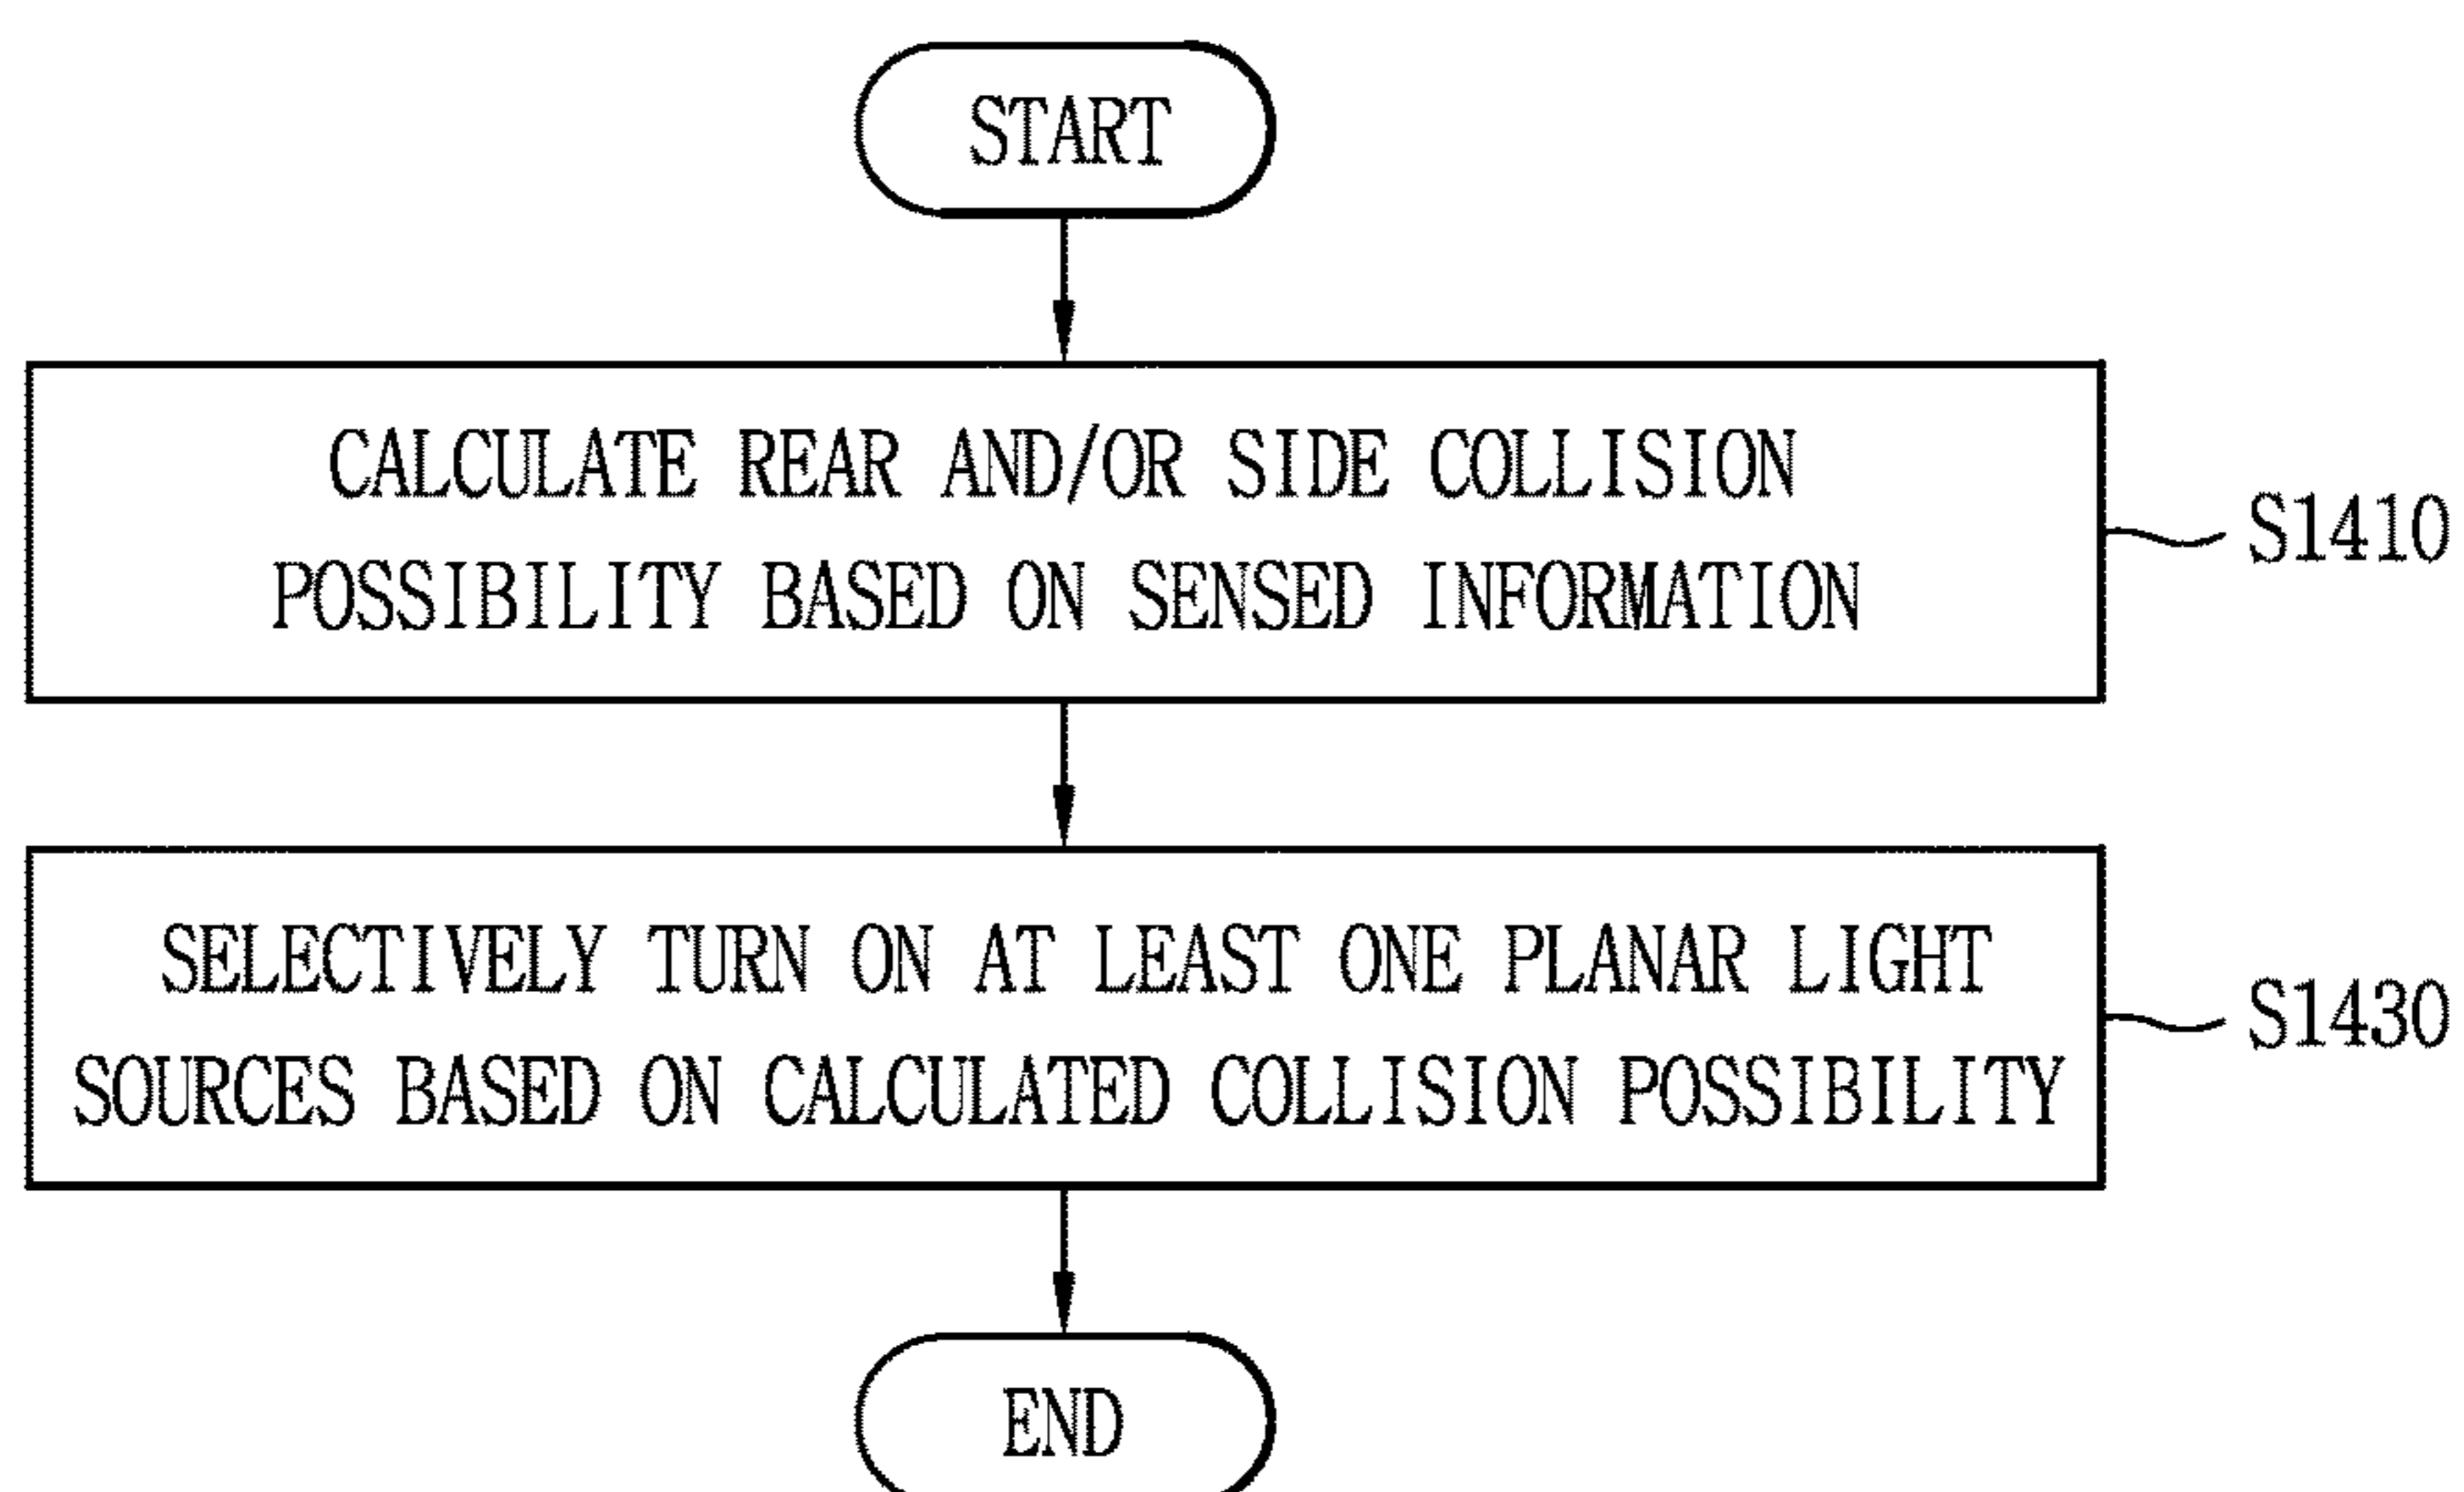 START
CALCULATE REAR AND/OR SIDE COLLISION
POSSIBILITY BASED ON SENSED INFORMATION
S1410
SELECTIVELY TURN ON AT LEAST ONE PLANAR LIGHT
SOURCES BASED ON CALCULATED COLLISION POSSIBILITY
S1430
END